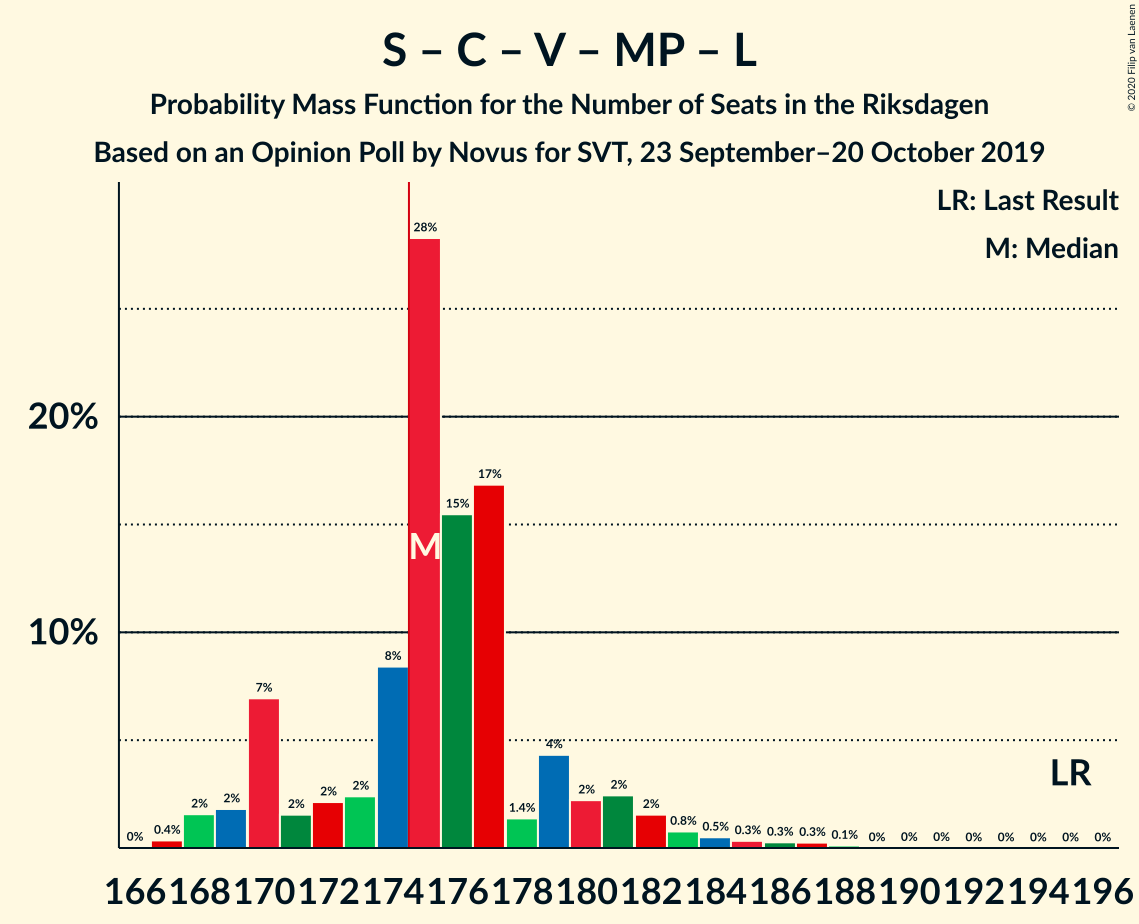 S – C – V – MP – L
Probability Mass Function for the Number of Seats in the Riksdagen
Based on an Opinion Poll by Novus for SVT, 23 September–20 October 2019
© 2020 Filip van Laenen
LR: Last Result
M: Median
28%
20%
17%
15%
M
10%
8%
7%
4%
LR
0% 0.4% 2% 2% 2% 2% 2% 1.4% 2% 2% 2% 0.8% 0.5% 0.3% 0.3% 0.3% 0.1% 0% 0% 0% 0% 0% 0% 0% 0%
166 168 170 172 174 176 178 180 182 184 186 188 190 192 194 196